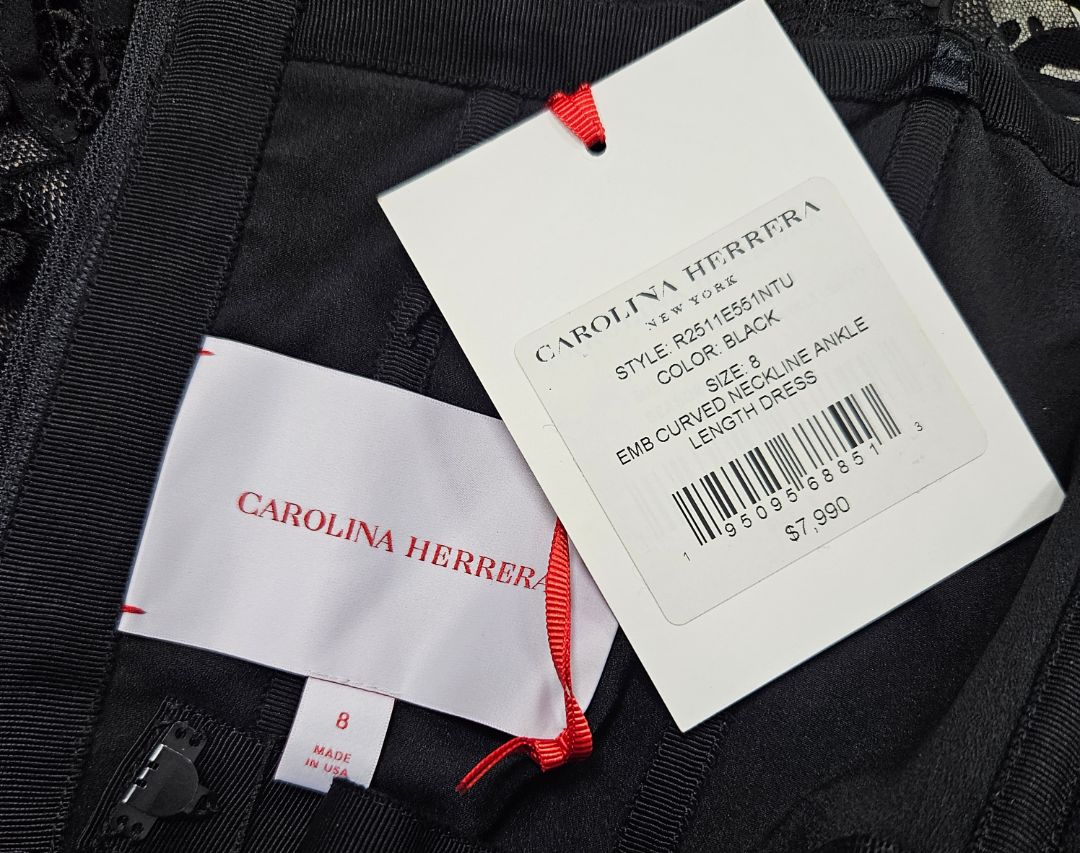 CAROLINA HERRERA
NEW YORK
STYLE: R2511E551NTU
COLOR: BLACK
SIZE: 8
EMB CURVED NECKLINE ANKLE
LENGTH DRESS
1 95095 68851 3
$7,990
CAROLINA HERRERA
8
MADE
IN USA